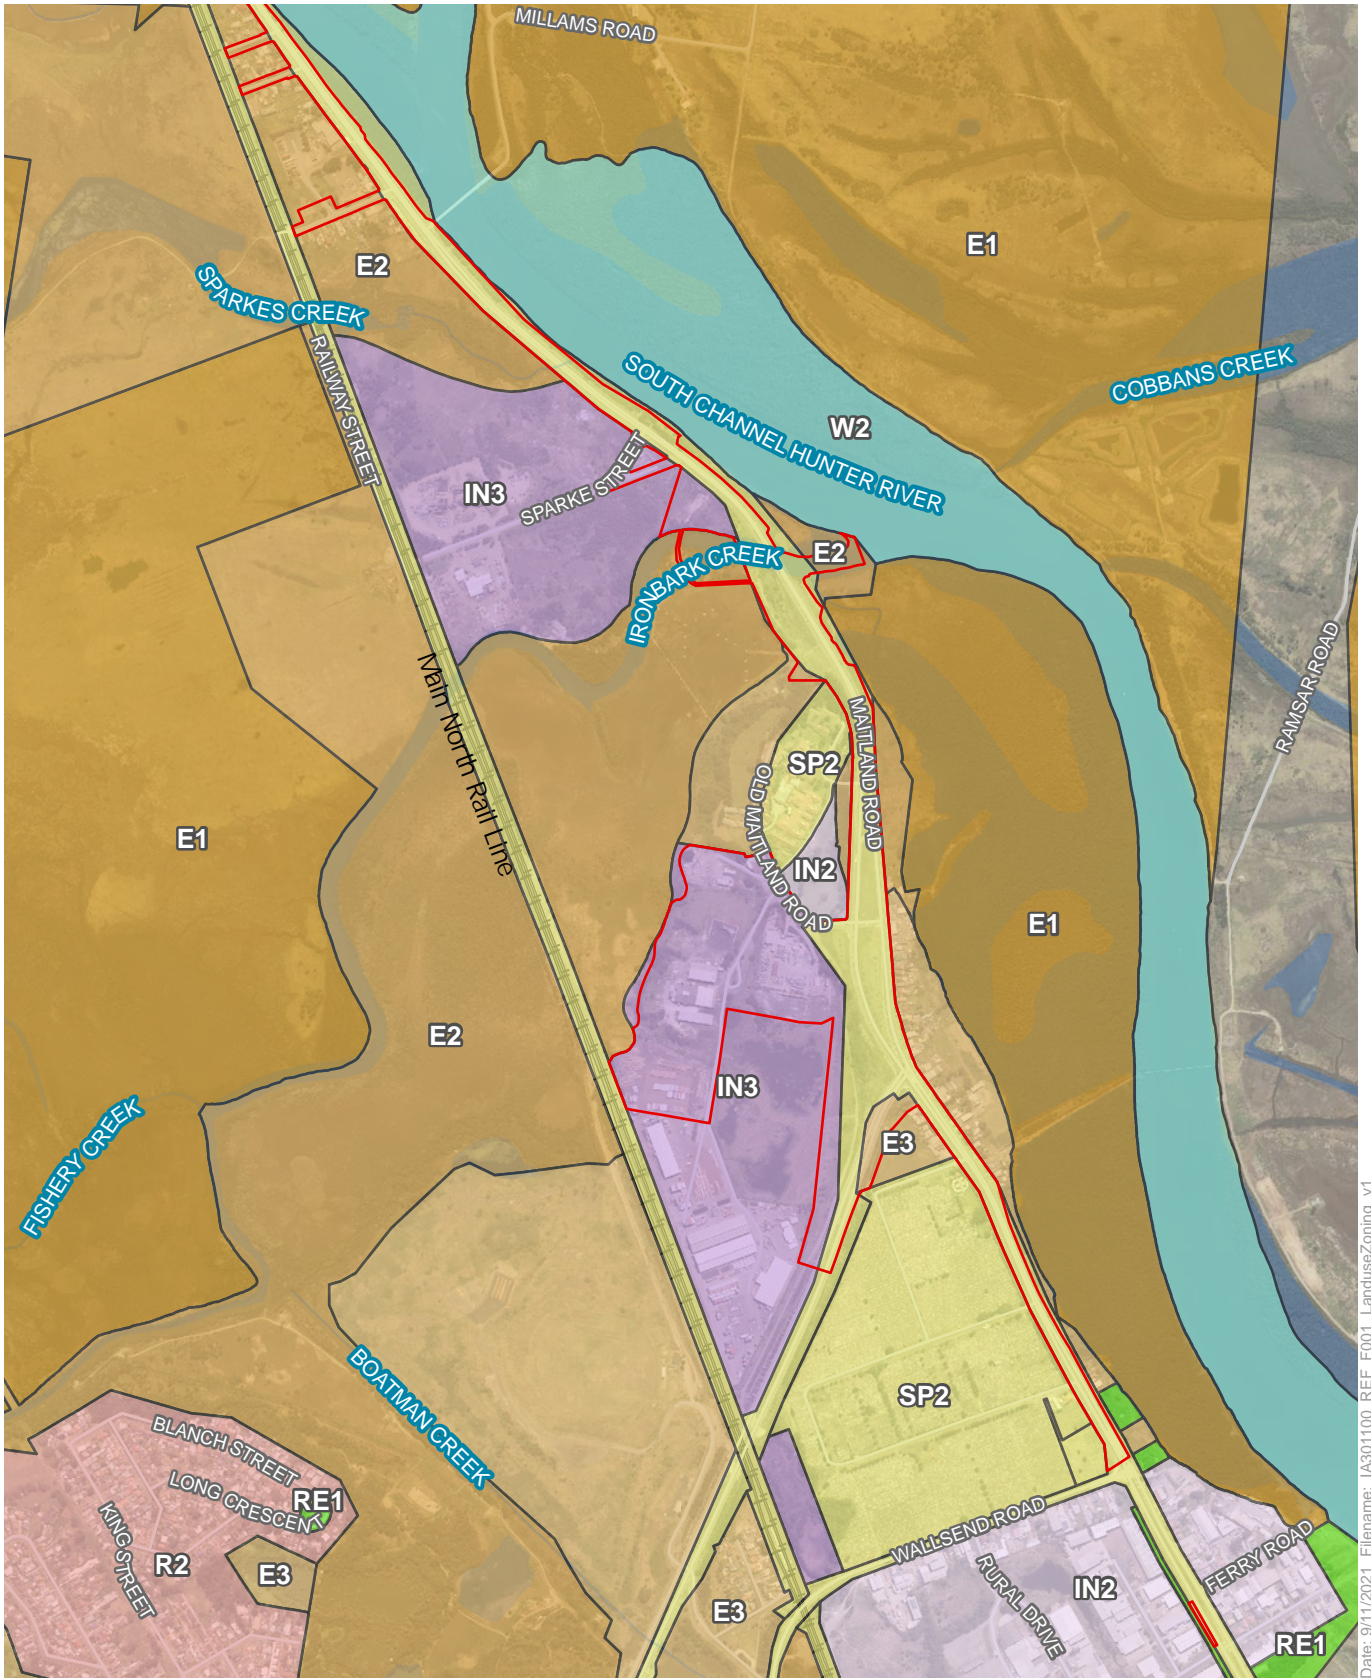 MILLAMS ROAD
E1
E2
SPARKES CREEK
RAILWAY STREET
SOUTH CHANNEL HUNTER RIVER
COBBANS CREEK
W2
IN3
SPARKE STREET
E2
IRONBARK CREEK
RAMSAR ROAD
Main North Rail Line
MAITLAND ROAD
SP2
OLD MAITLAND ROAD
E1
IN2
E1
E2
IN3
FISHERY CREEK
E3
BOATMAN CREEK
SP2
BLANCH STREET
LONG CRESCENT
RE1
KING STREET
R2
E3
WALLSEND ROAD
RURAL DRIVE
FERRY ROAD
IN2
E3
RE1
Date: 9/11/2021 Filename: IA301100_REF_F001_LanduseZoning_v1